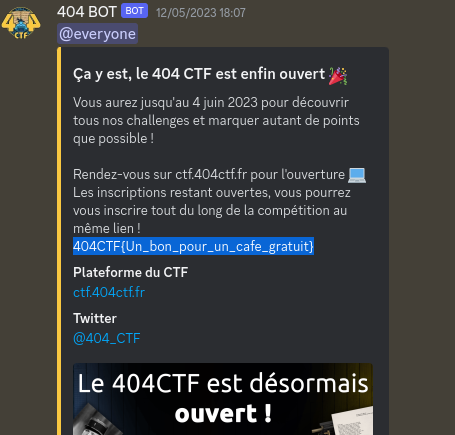 404 BOT BOT 12/05/2023 18:07
CTF
@everyone
Ça y est, le 404 CTF est enfin ouvert
Vous aurez jusqu'au 4 juin 2023 pour découvrir
tous nos challenges et marquer autant de points
que possible !
Rendez-vous sur ctf.404ctf.fr pour l'ouverture
Les inscriptions restant ouvertes, vous pourrez
vous inscrire tout du long de la compétition au
même lien !
404CTF{Un_bon_pour_un_cafe_gratuit}
Plateforme du CTF
ctf.404ctf.fr
Twitter
@404_CTF
Le 404CTF est désormais
ouvert !